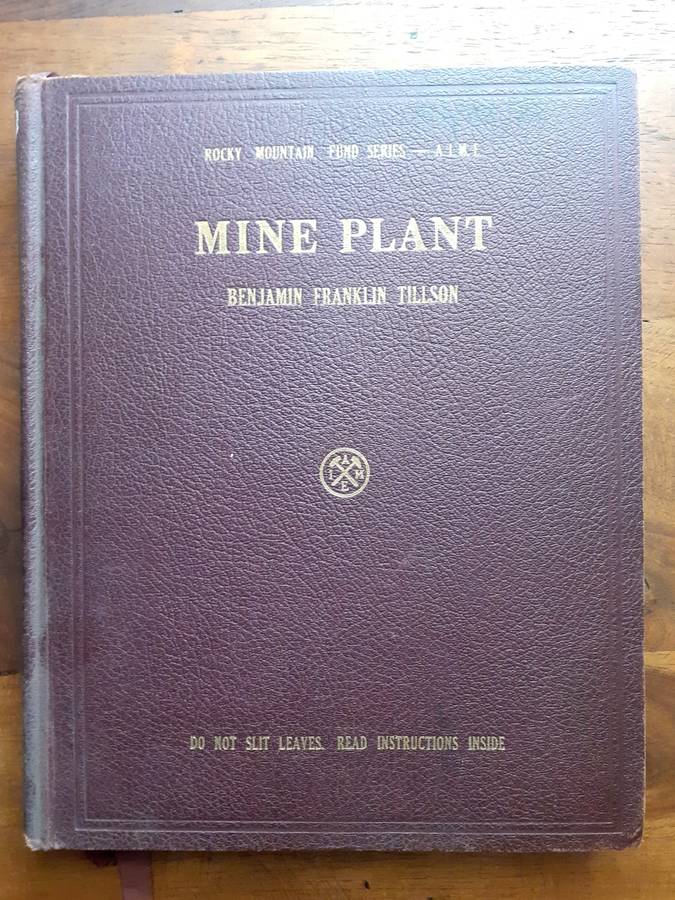 ROCKY MOUNTAIN FUND SERIES — A.I.M.E.
MINE PLANT
BENJAMIN FRANKLIN TILLSON
A
I M
E
DO NOT SLIT LEAVES. READ INSTRUCTIONS INSIDE